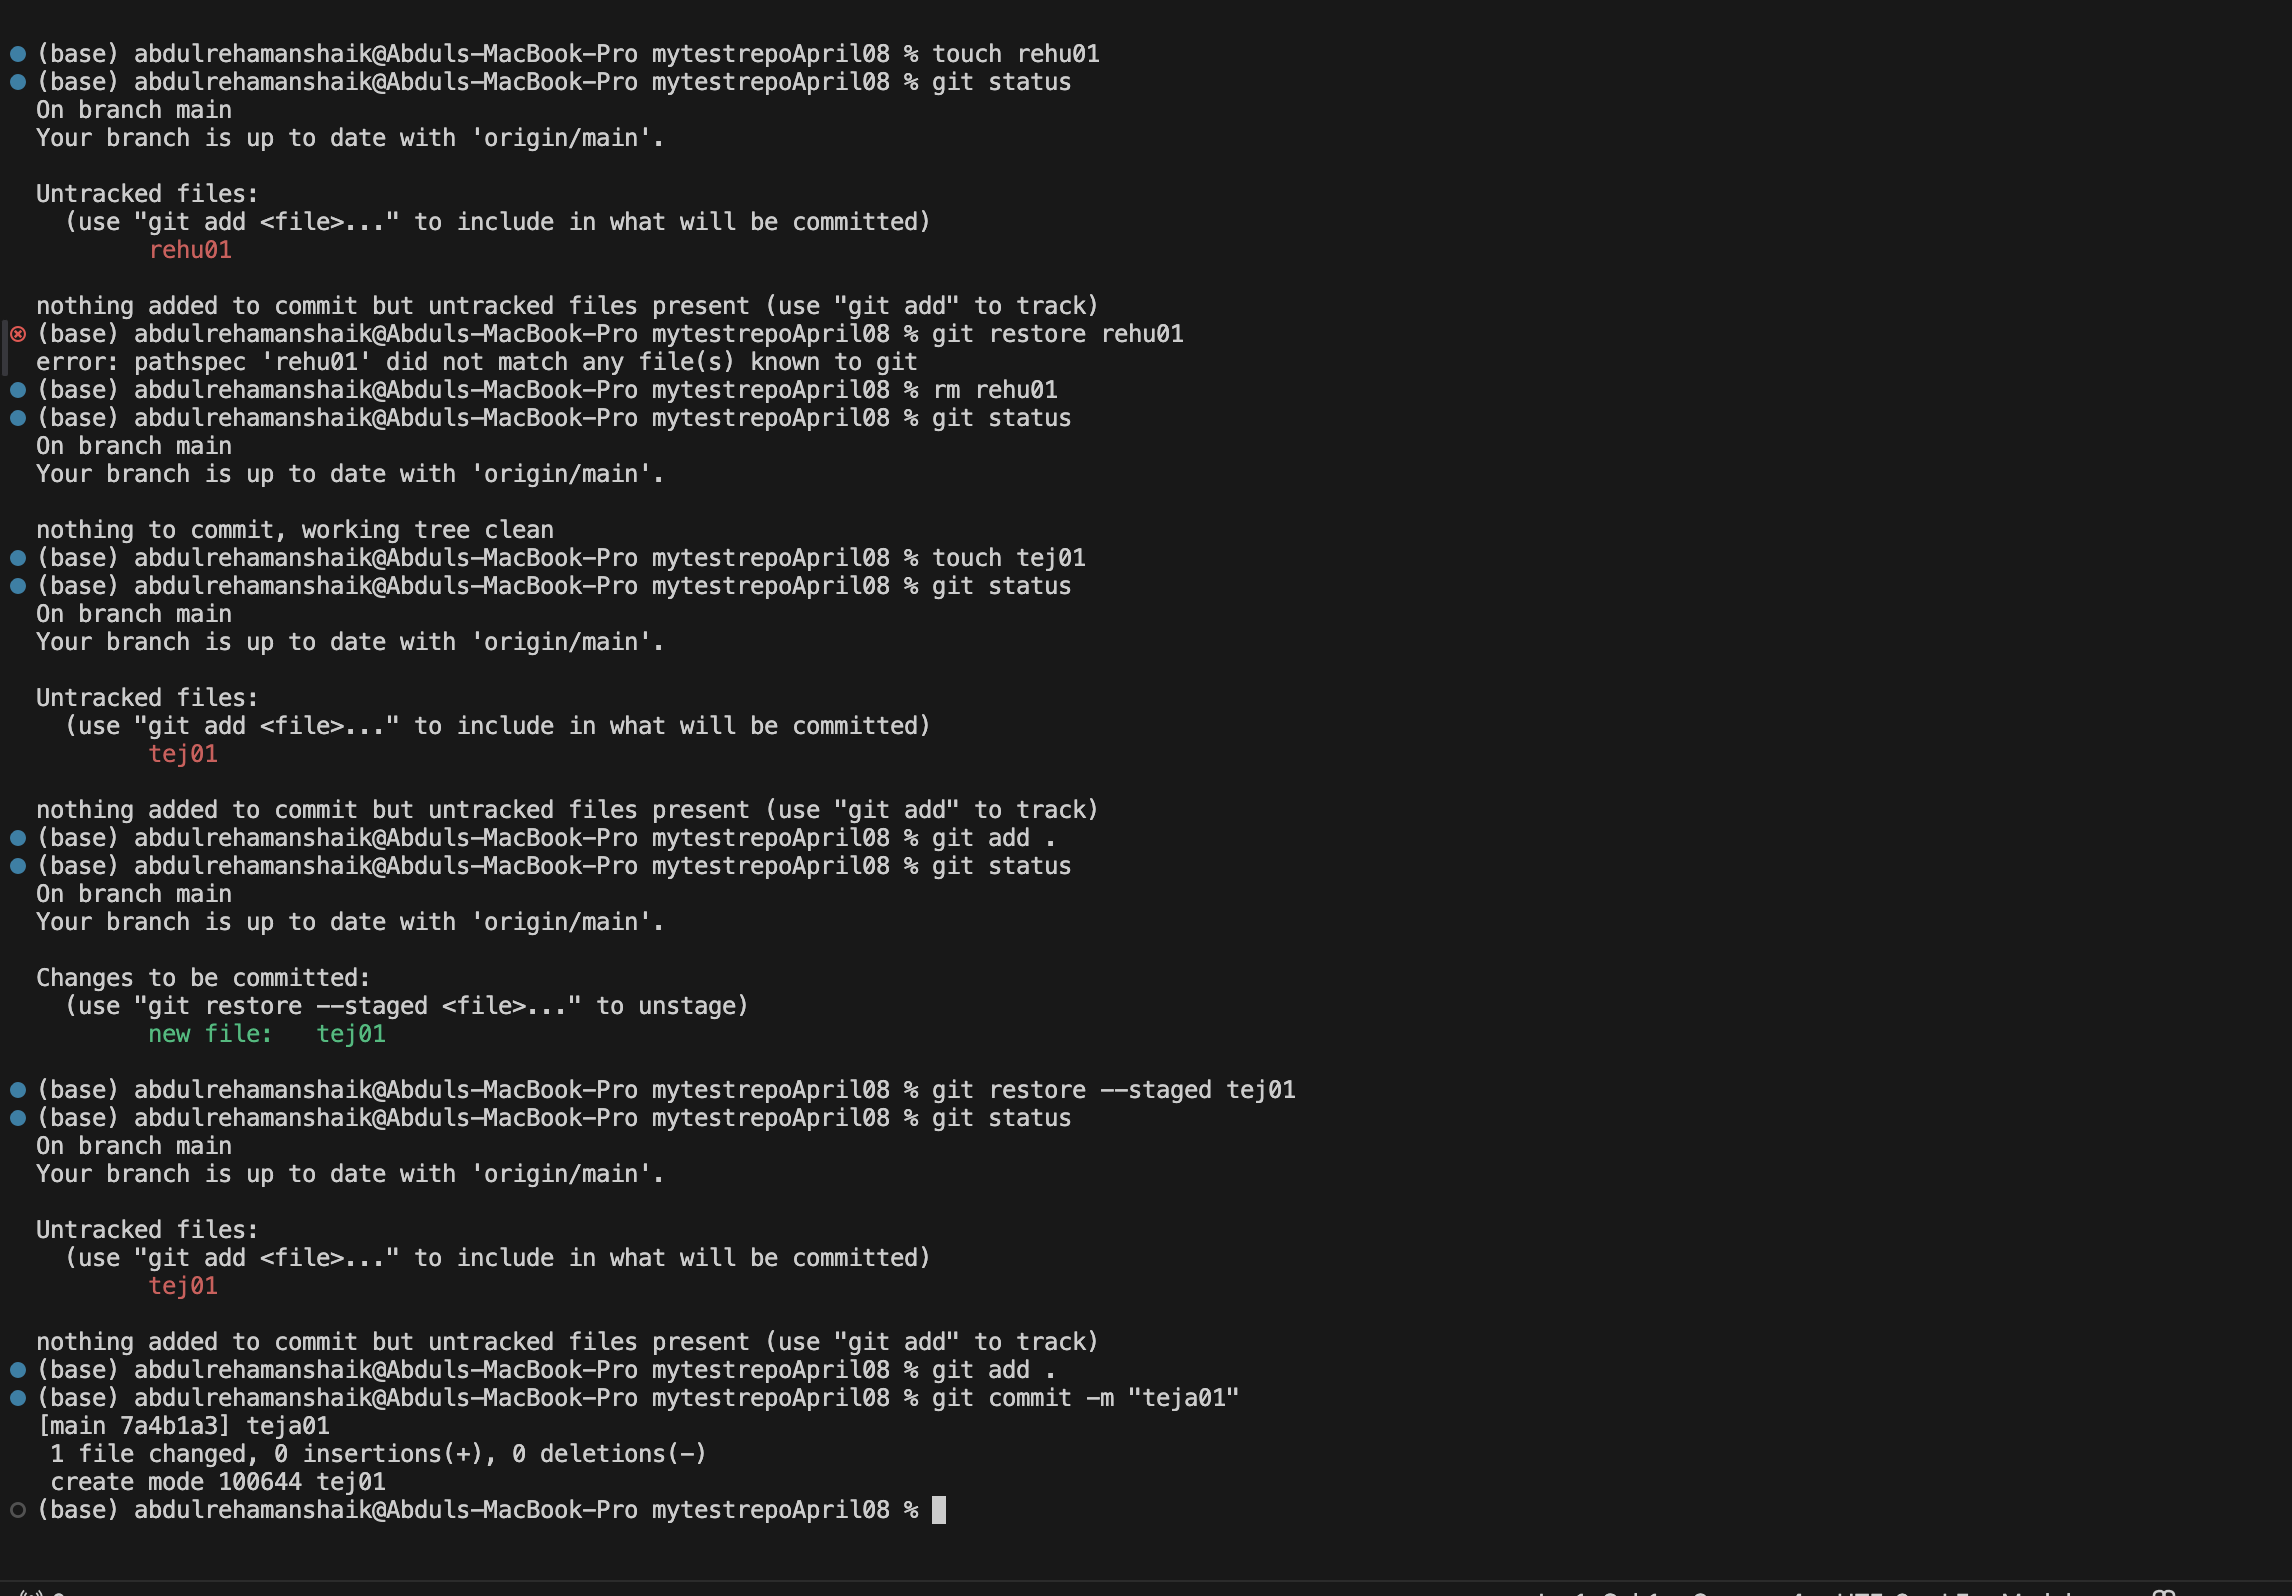 (base) abdulrehamanshaik@Abduls-MacBook-Pro mytestrepoApril08 % touch rehu01
(base) abdulrehamanshaik@Abduls-MacBook-Pro mytestrepoApril08 % git status
On branch main
Your branch is up to date with 'origin/main'.
Untracked files:
(use "git add <file>..." to include in what will be committed)
rehu01
nothing added to commit but untracked files present (use "git add" to track)
(base) abdulrehamanshaik@Abduls-MacBook-Pro mytestrepoApril08 % git restore rehu01
error: pathspec 'rehu01' did not match any file(s) known to git
(base) abdulrehamanshaik@Abduls-MacBook-Pro mytestrepoApril08 % rm rehu01
(base) abdulrehamanshaik@Abduls-MacBook-Pro mytestrepoApril08 % git status
On branch main
Your branch is up to date with 'origin/main'.
nothing to commit, working tree clean
(base) abdulrehamanshaik@Abduls-MacBook-Pro mytestrepoApril08 % touch tej01
(base) abdulrehamanshaik@Abduls-MacBook-Pro mytestrepoApril08 % git status
On branch main
Your branch is up to date with 'origin/main'.
Untracked files:
(use "git add <file>..." to include in what will be committed)
tej01
nothing added to commit but untracked files present (use "git add" to track)
(base) abdulrehamanshaik@Abduls-MacBook-Pro mytestrepoApril08 % git add .
(base) abdulrehamanshaik@Abduls-MacBook-Pro mytestrepoApril08 % git status
On branch main
Your branch is up to date with 'origin/main'.
Changes to be committed:
(use "git restore --staged <file>..." to unstage)
new file:   tej01
(base) abdulrehamanshaik@Abduls-MacBook-Pro mytestrepoApril08 % git restore --staged tej01
(base) abdulrehamanshaik@Abduls-MacBook-Pro mytestrepoApril08 % git status
On branch main
Your branch is up to date with 'origin/main'.
Untracked files:
(use "git add <file>..." to include in what will be committed)
tej01
nothing added to commit but untracked files present (use "git add" to track)
(base) abdulrehamanshaik@Abduls-MacBook-Pro mytestrepoApril08 % git add .
(base) abdulrehamanshaik@Abduls-MacBook-Pro mytestrepoApril08 % git commit -m "teja01"
[main 7a4b1a3] teja01
1 file changed, 0 insertions(+), 0 deletions(-)
create mode 100644 tej01
(base) abdulrehamanshaik@Abduls-MacBook-Pro mytestrepoApril08 %